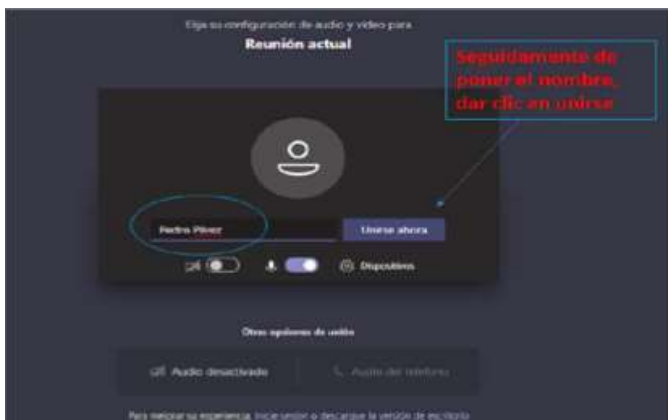 Elija su configuración de audio y vídeo para
Reunión actual
Seguidamente de
poner el nombre,
dar clic en unirse
Pedro Pérez
Unirse ahora
Dispositivos
Otras opciones de unión
Audio desactivado
Audio del teléfono
Para mejorar su experiencia, inicie sesión o descargue la versión de escritorio